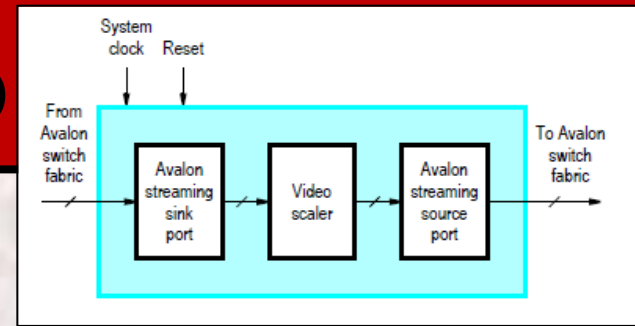 System
clock
Reset
From
Avalon
switch
fabric
Avalon
streaming
sink
port
Video
scaler
Avalon
streaming
source
port
To Avalon
switch
fabric